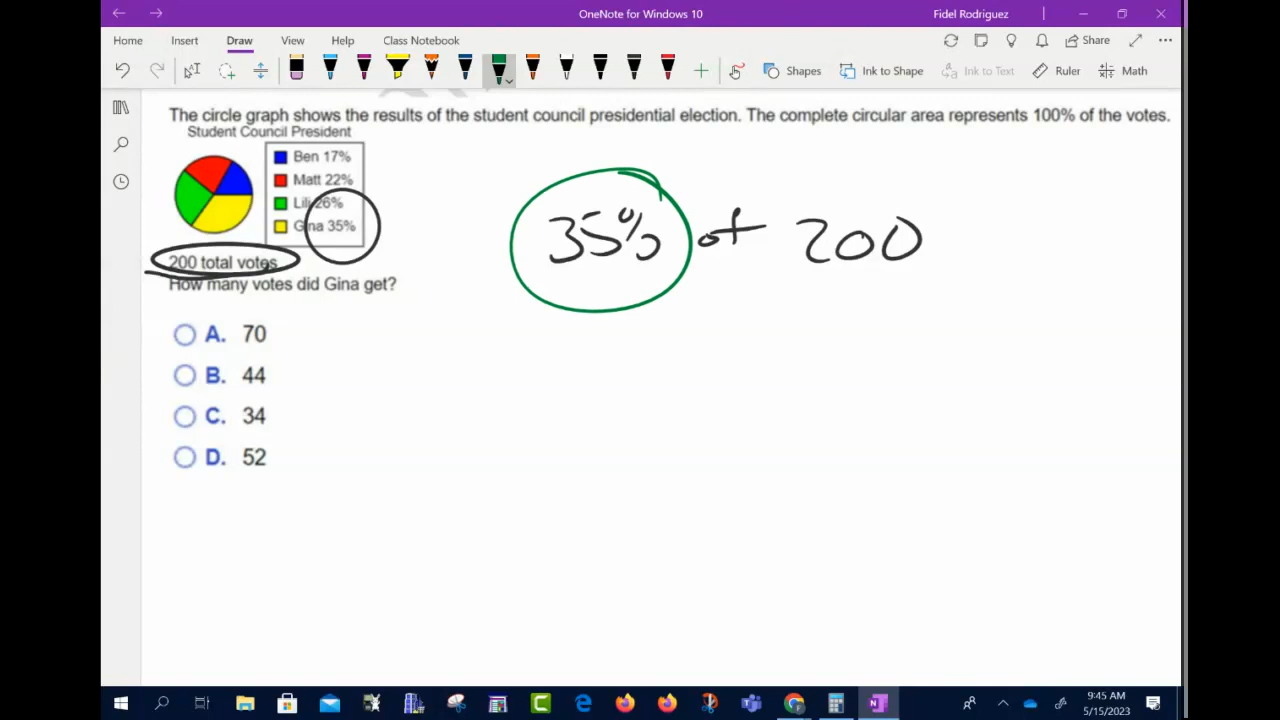 OneNote for Windows 10
Fidel Rodriguez
Home Insert Draw View Help Class Notebook
Share
Shapes
Ink to Shape
Ink to Text
Ruler
Math
The circle graph shows the results of the student council presidential election. The complete circular area represents 100% of the votes.
Student Council President
Ben 17%
Matt 22%
Lili 26%
Gina 35%
200 total votes
How many votes did Gina get?
35% of 200
A. 70
B. 44
C. 34
D. 52
9:45 AM
5/15/2023